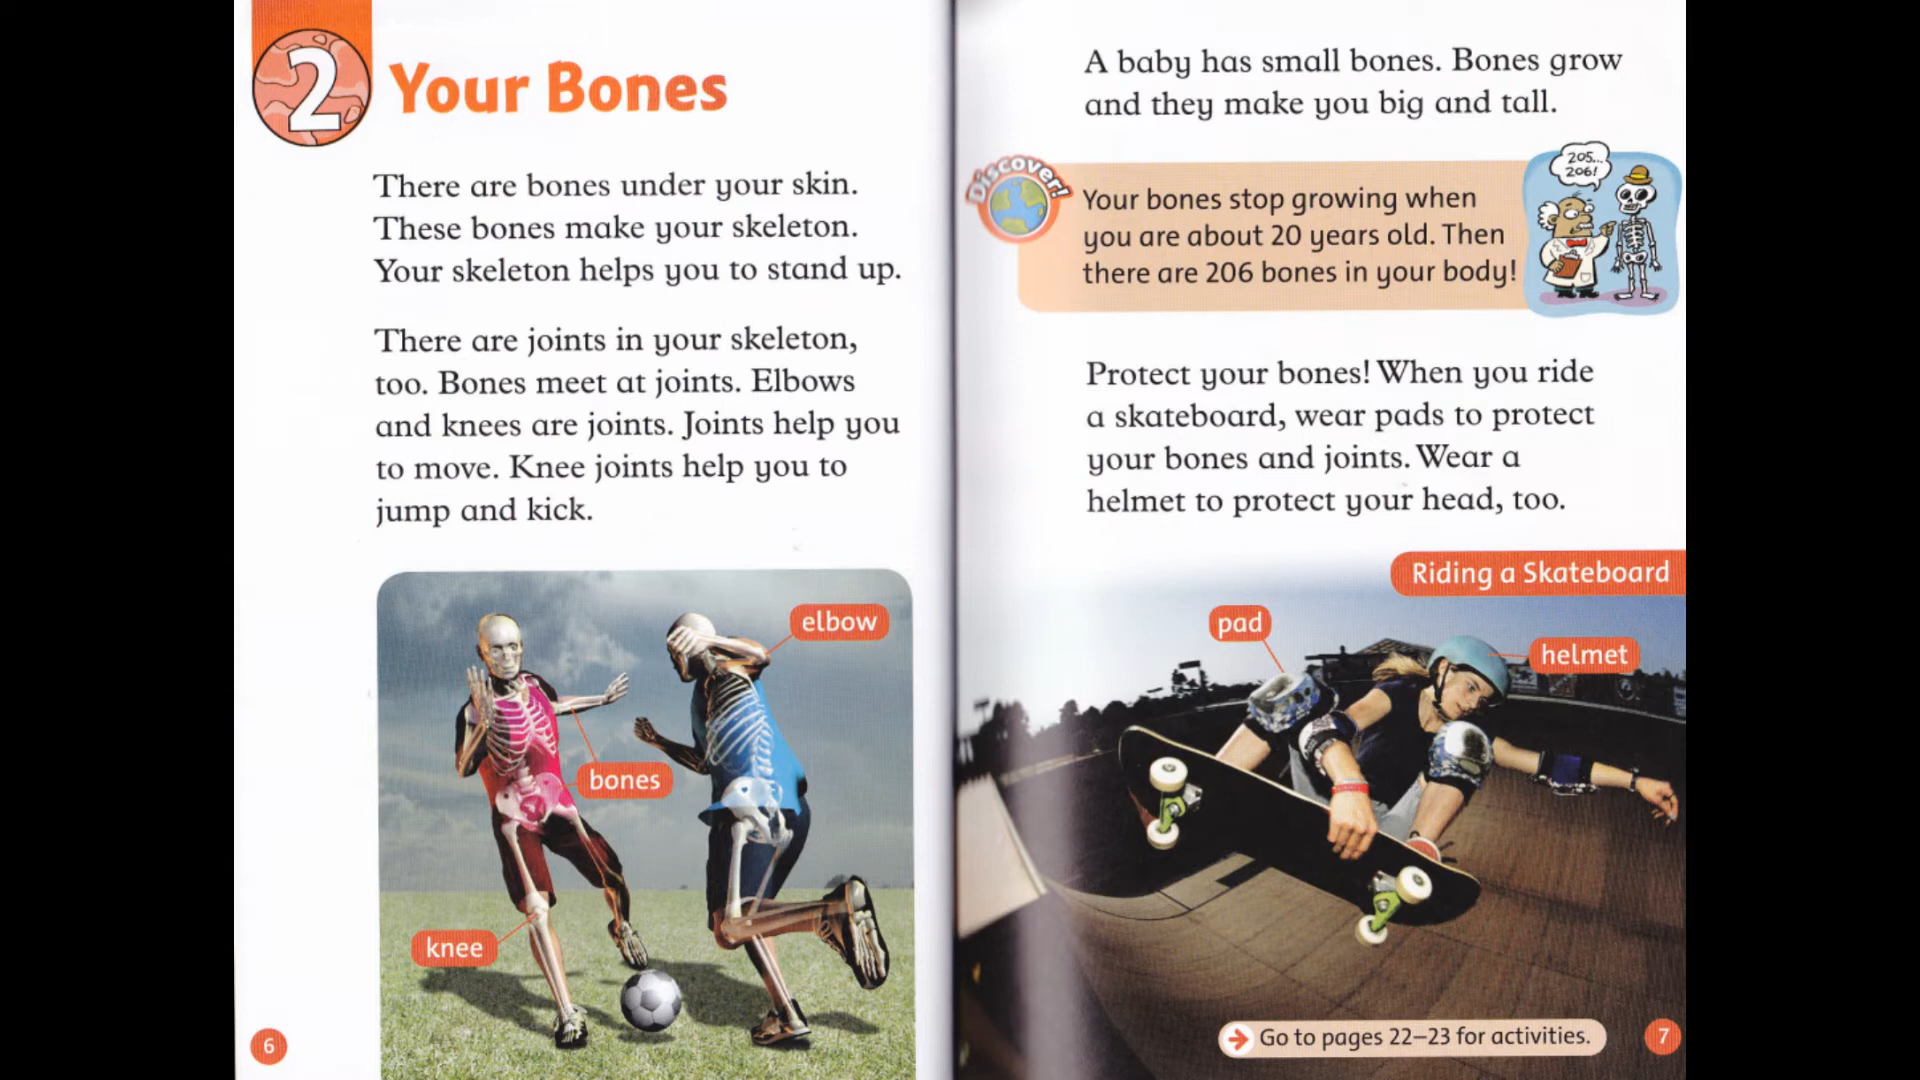 2
Your Bones
There are bones under your skin.
These bones make your skeleton.
Your skeleton helps you to stand up.
There are joints in your skeleton,
too. Bones meet at joints. Elbows
and knees are joints. Joints help you
to move. Knee joints help you to
jump and kick.
elbow
bones
knee
6
A baby has small bones. Bones grow
and they make you big and tall.
Discover!
Your bones stop growing when
you are about 20 years old. Then
there are 206 bones in your body!
205...
206!
Protect your bones! When you ride
a skateboard, wear pads to protect
your bones and joints. Wear a
helmet to protect your head, too.
Riding a Skateboard
pad
helmet
Go to pages 22–23 for activities.
7